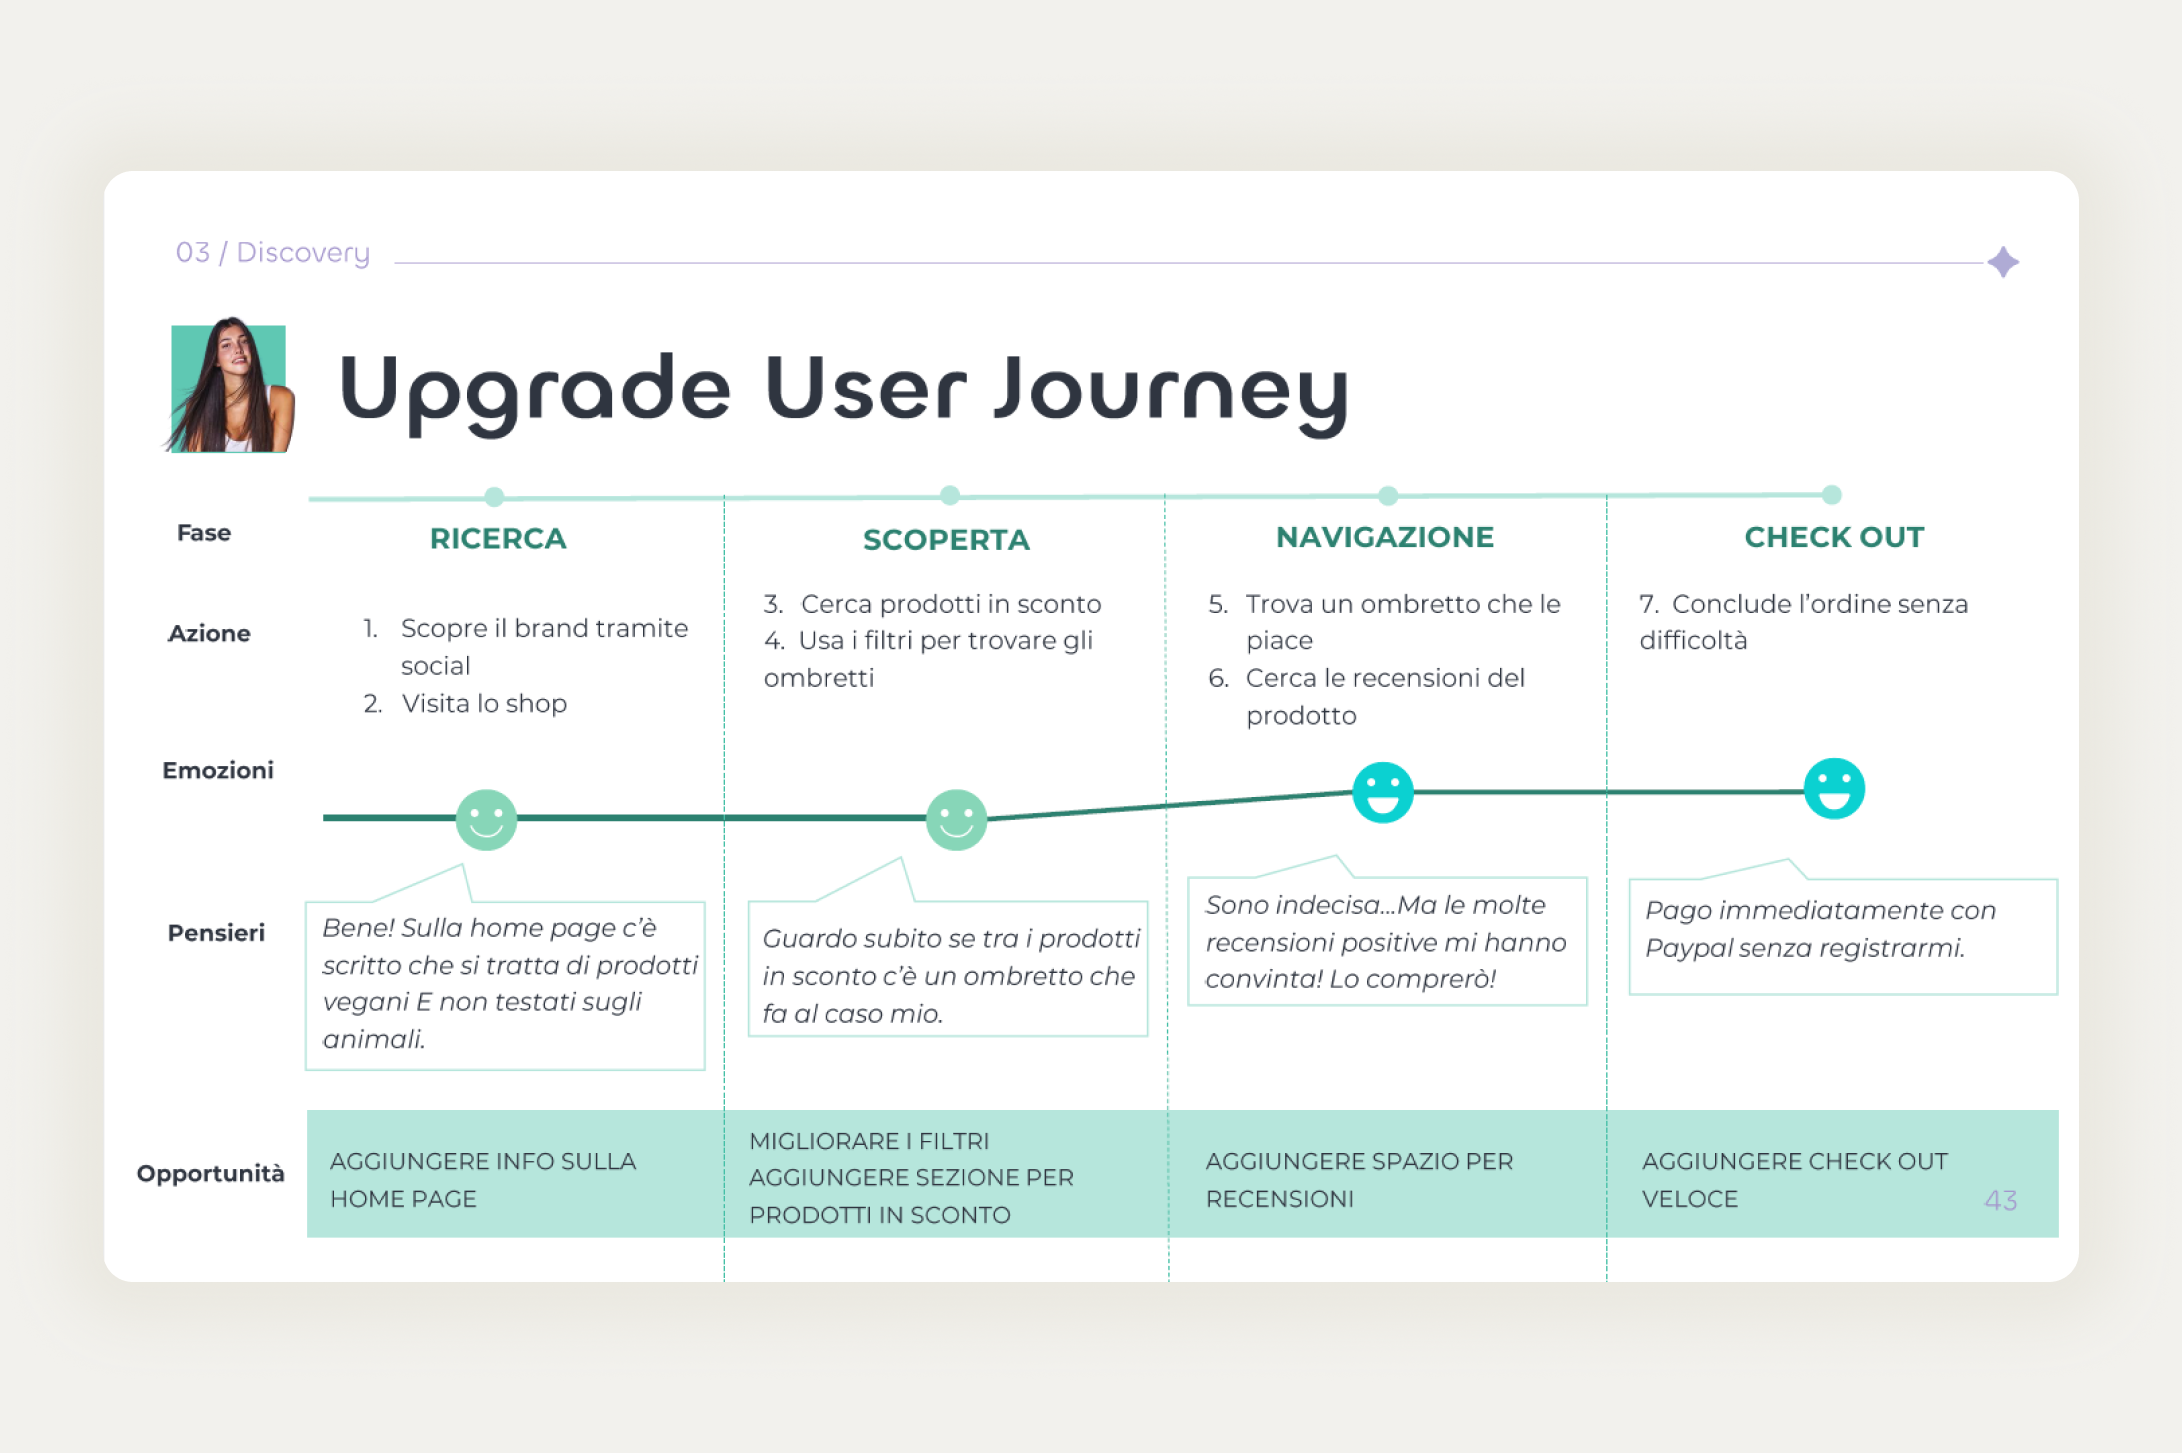 03 / Discovery
Upgrade User Journey
Fase
RICERCA
SCOPERTA
NAVIGAZIONE
CHECK OUT
Azione
1. Scopre il brand tramite
social
2. Visita lo shop
3. Cerca prodotti in sconto
4. Usa i filtri per trovare gli
ombretti
5. Trova un ombretto che le
piace
6. Cerca le recensioni del
prodotto
7. Conclude l’ordine senza
difficoltà
Emozioni
Pensieri
Bene! Sulla home page c’è
scritto che si tratta di prodotti
vegani E non testati sugli
animali.
Guardo subito se tra i prodotti
in sconto c’è un ombretto che
fa al caso mio.
Sono indecisa...Ma le molte
recensioni positive mi hanno
convinta! Lo comprerò!
Pago immediatamente con
Paypal senza registrarmi.
Opportunità
AGGIUNGERE INFO SULLA
HOME PAGE
MIGLIORARE I FILTRI
AGGIUNGERE SEZIONE PER
PRODOTTI IN SCONTO
AGGIUNGERE SPAZIO PER
RECENSIONI
AGGIUNGERE CHECK OUT
VELOCE
43